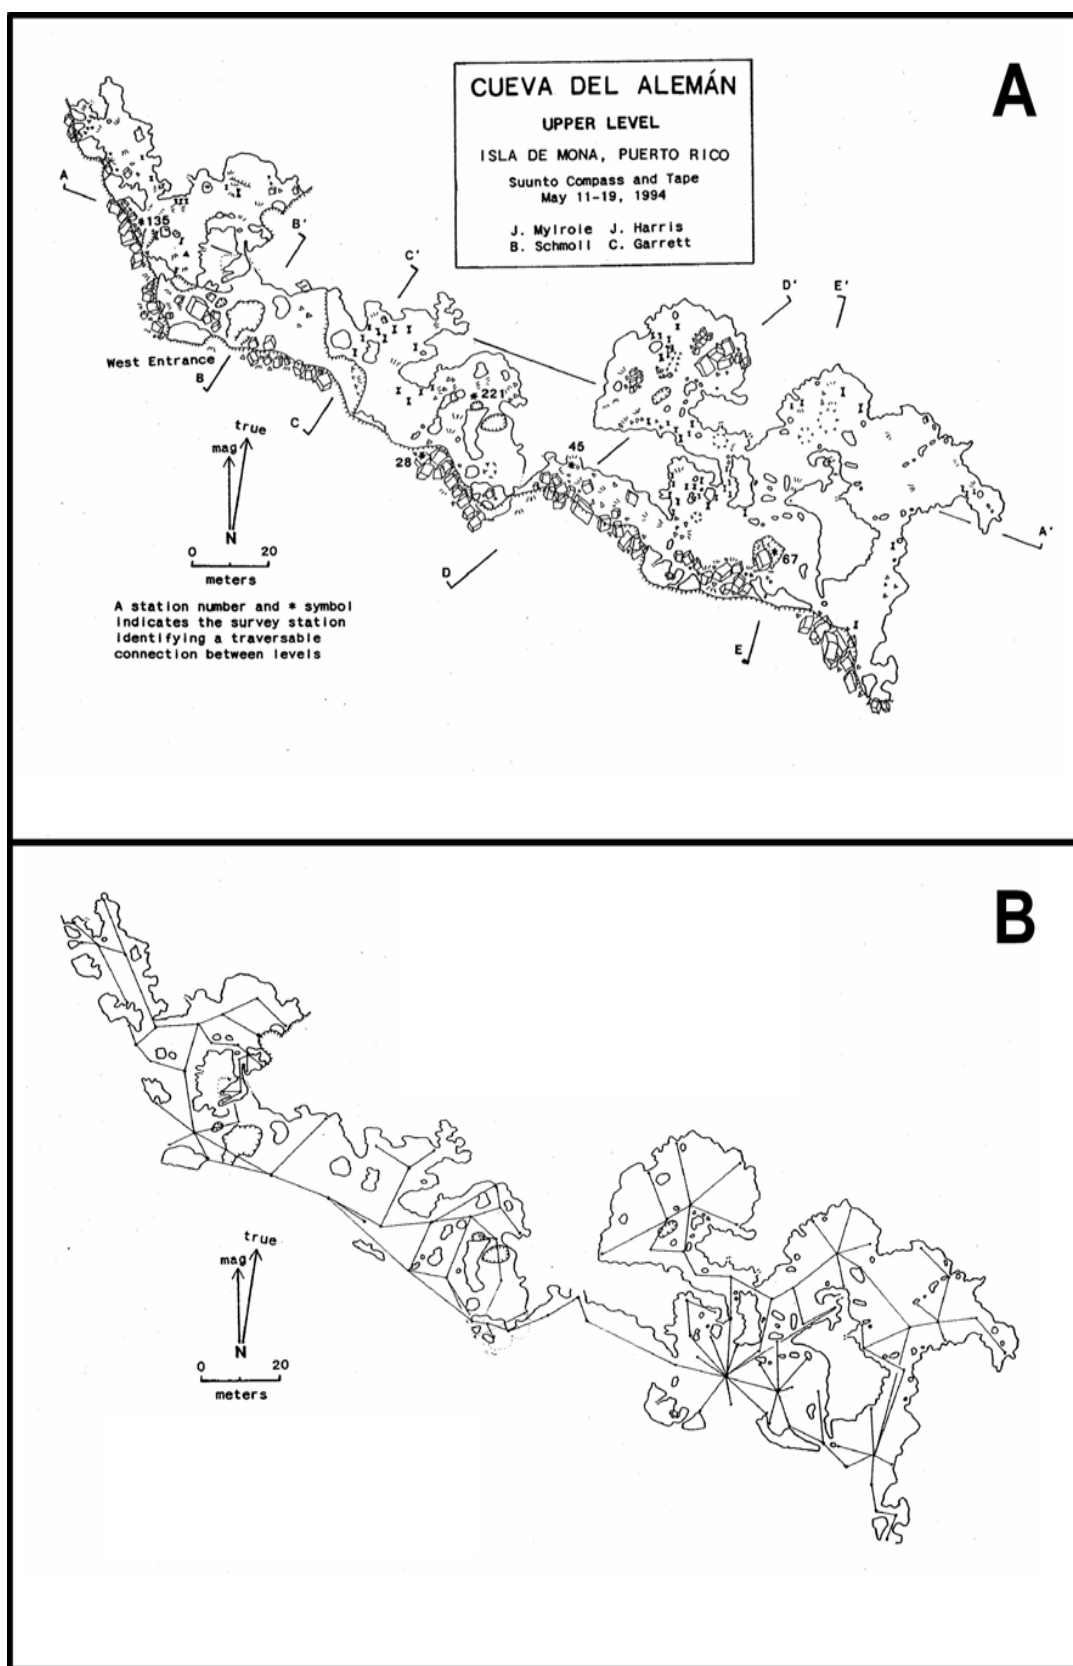 A
CUEVA DEL ALEMÁN
UPPER LEVEL
ISLA DE MONA, PUERTO RICO
Suunto Compass and Tape
May 11-19, 1994
J. Mylroie J. Harris
B. Schmoll C. Garrett
A
*135
B'
C'
D'
E'
West Entrance
B
C
*221
28*
45
*
*67
A'
D
E
true
mag
N
0 20
meters
A station number and * symbol
indicates the survey station
identifying a traversable
connection between levels
B
true
mag
N
0 20
meters